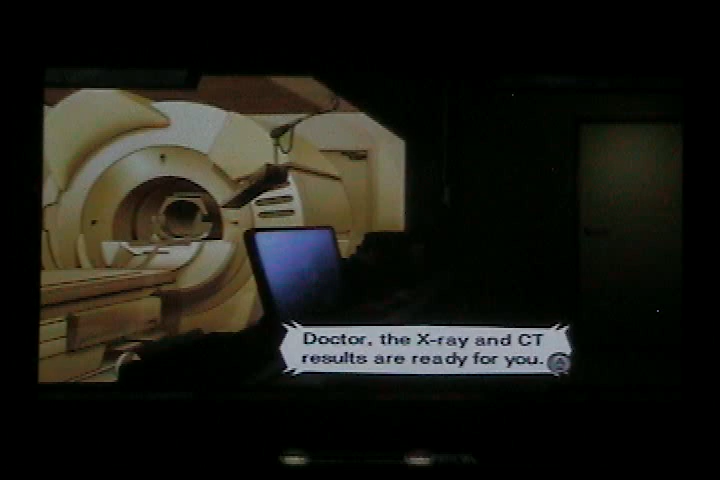 Doctor, the X-ray and CT
results are ready for you.
A